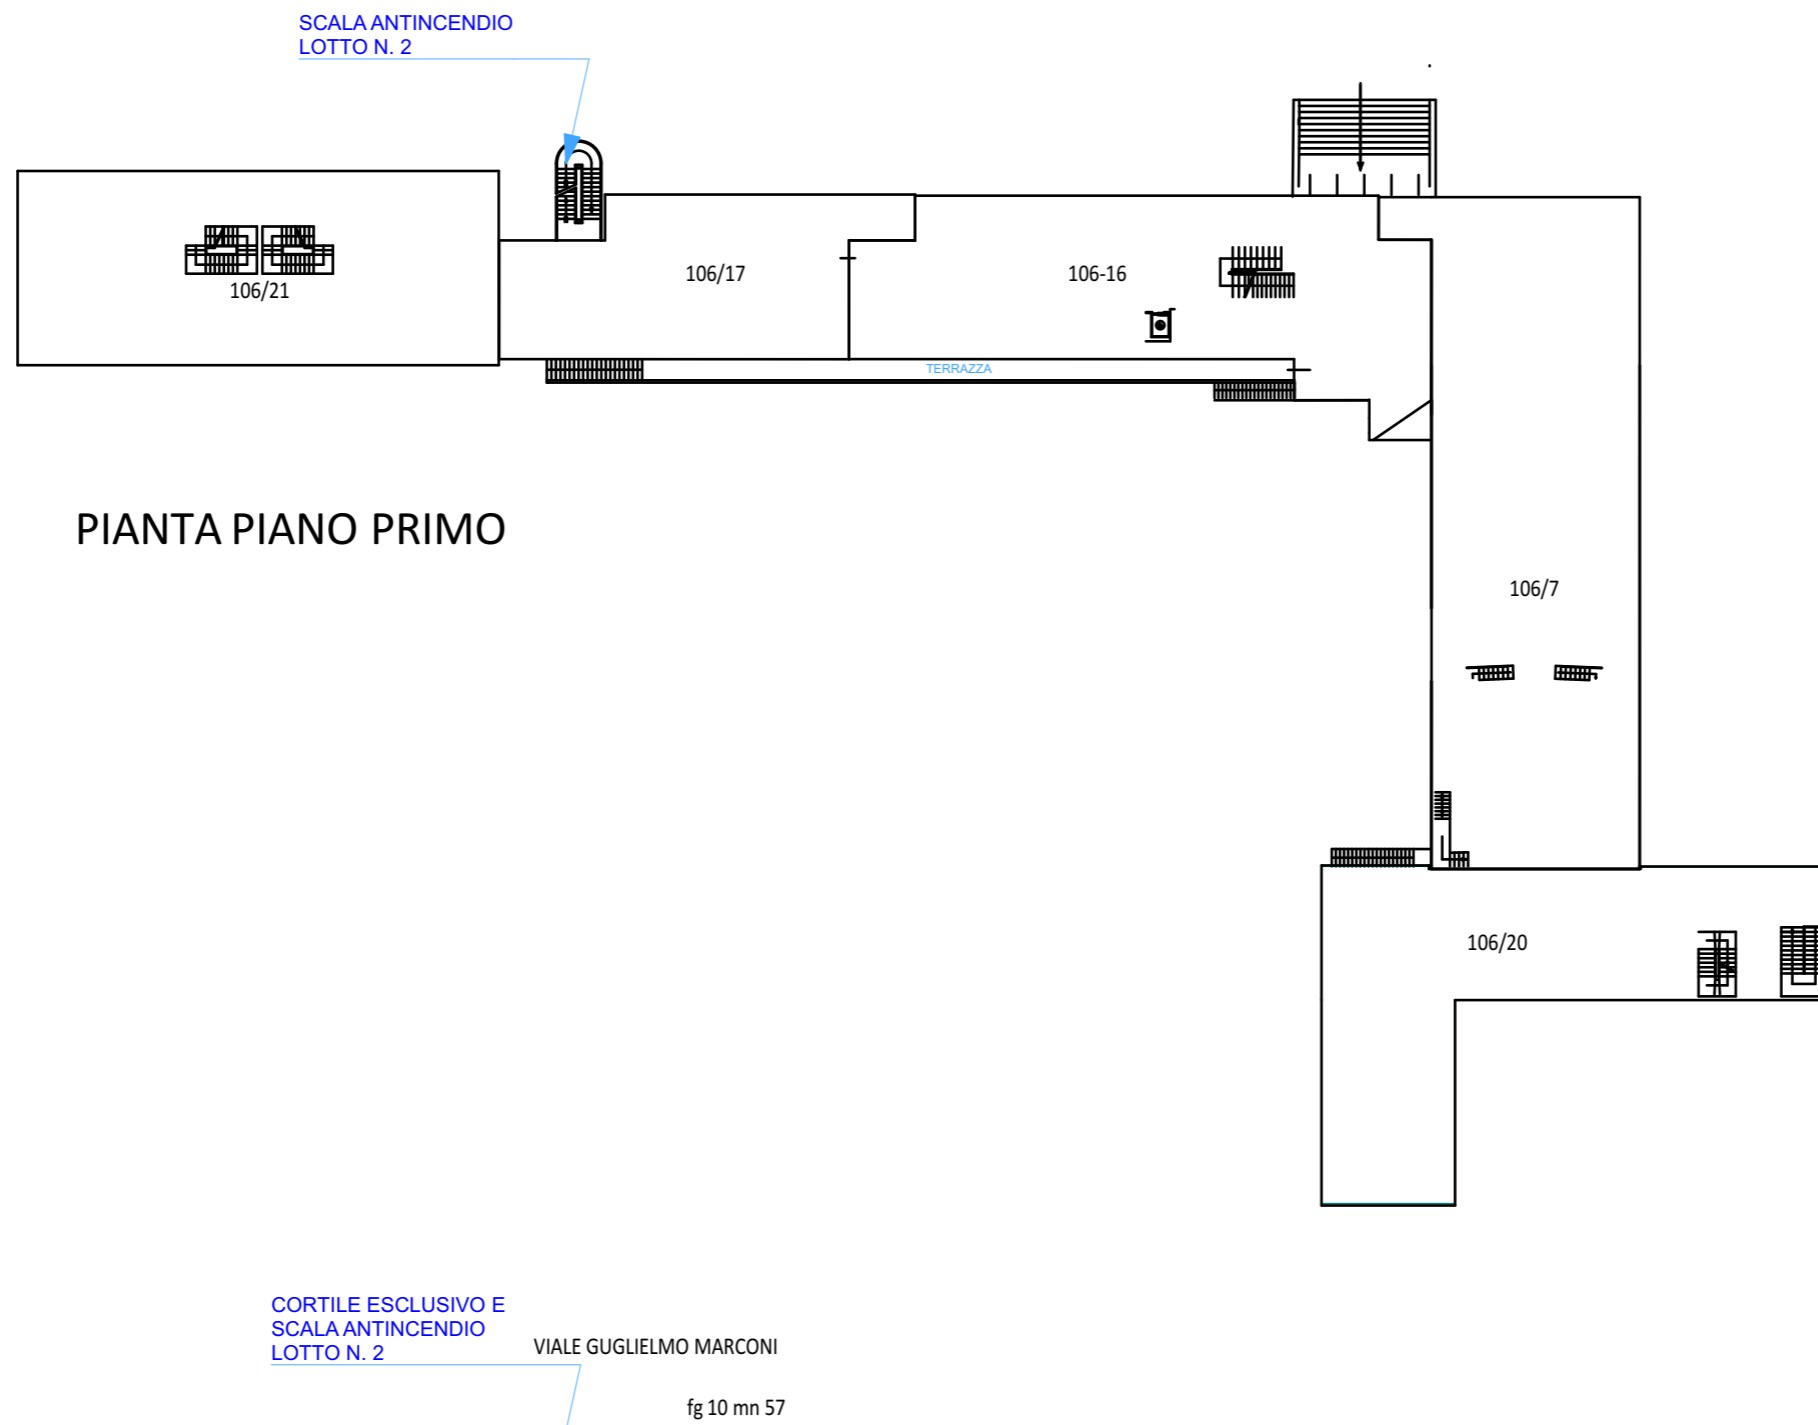 SCALA ANTINCENDIO
LOTTO N. 2
106/21
106/17
106-16
TERRAZZA
PIANTA PIANO PRIMO
106/7
106/20
CORTILE ESCLUSIVO E
SCALA ANTINCENDIO
LOTTO N. 2
VIALE GUGLIELMO MARCONI
fg 10 mn 57